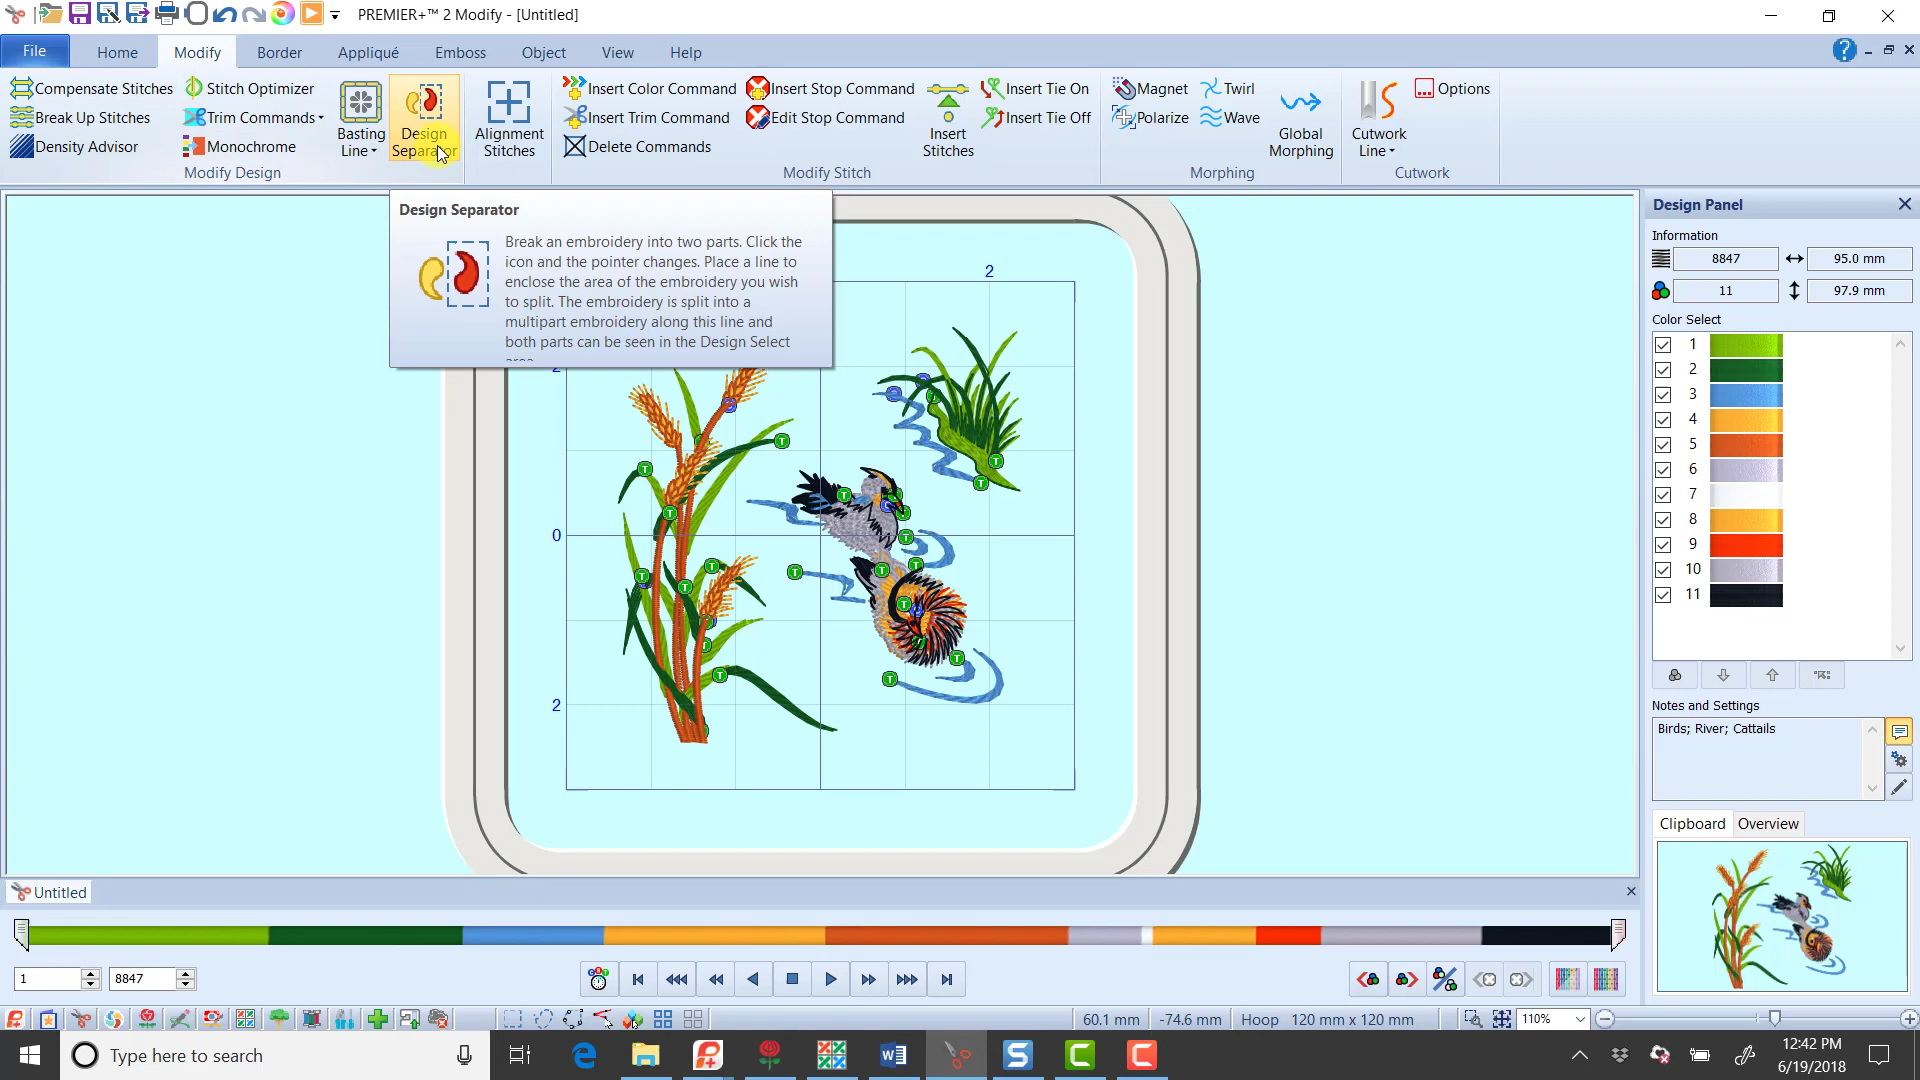 PREMIER+™ 2 Modify - [Untitled]
File Home Modify Border Appliqué Emboss Object View Help
Compensate Stitches
Break Up Stitches
Density Advisor
Stitch Optimizer
Trim Commands
Monochrome
Basting Line
Design Separator
Modify Design
Alignment Stitches
Insert Color Command
Insert Trim Command
Delete Commands
Insert Stop Command
Edit Stop Command
Insert Stitches
Insert Tie On
Insert Tie Off
Modify Stitch
Magnet
Polarize
Twirl
Wave
Global Morphing
Morphing
Cutwork Line
Options
Cutwork
Design Separator
Break an embroidery into two parts. Click the
icon and the pointer changes. Place a line to
enclose the area of the embroidery you wish
to split. The embroidery is split into a
multipart embroidery along this line and
both parts can be seen in the Design Select
2
0
2
Design Panel
Information
8847 95.0 mm
11 97.9 mm
Color Select
1
2
3
4
5
6
7
8
9
10
11
Notes and Settings
Birds; River; Cattails
Clipboard Overview
Untitled
1 8847
60.1 mm -74.6 mm Hoop 120 mm x 120 mm 110%
Type here to search
12:42 PM
6/19/2018